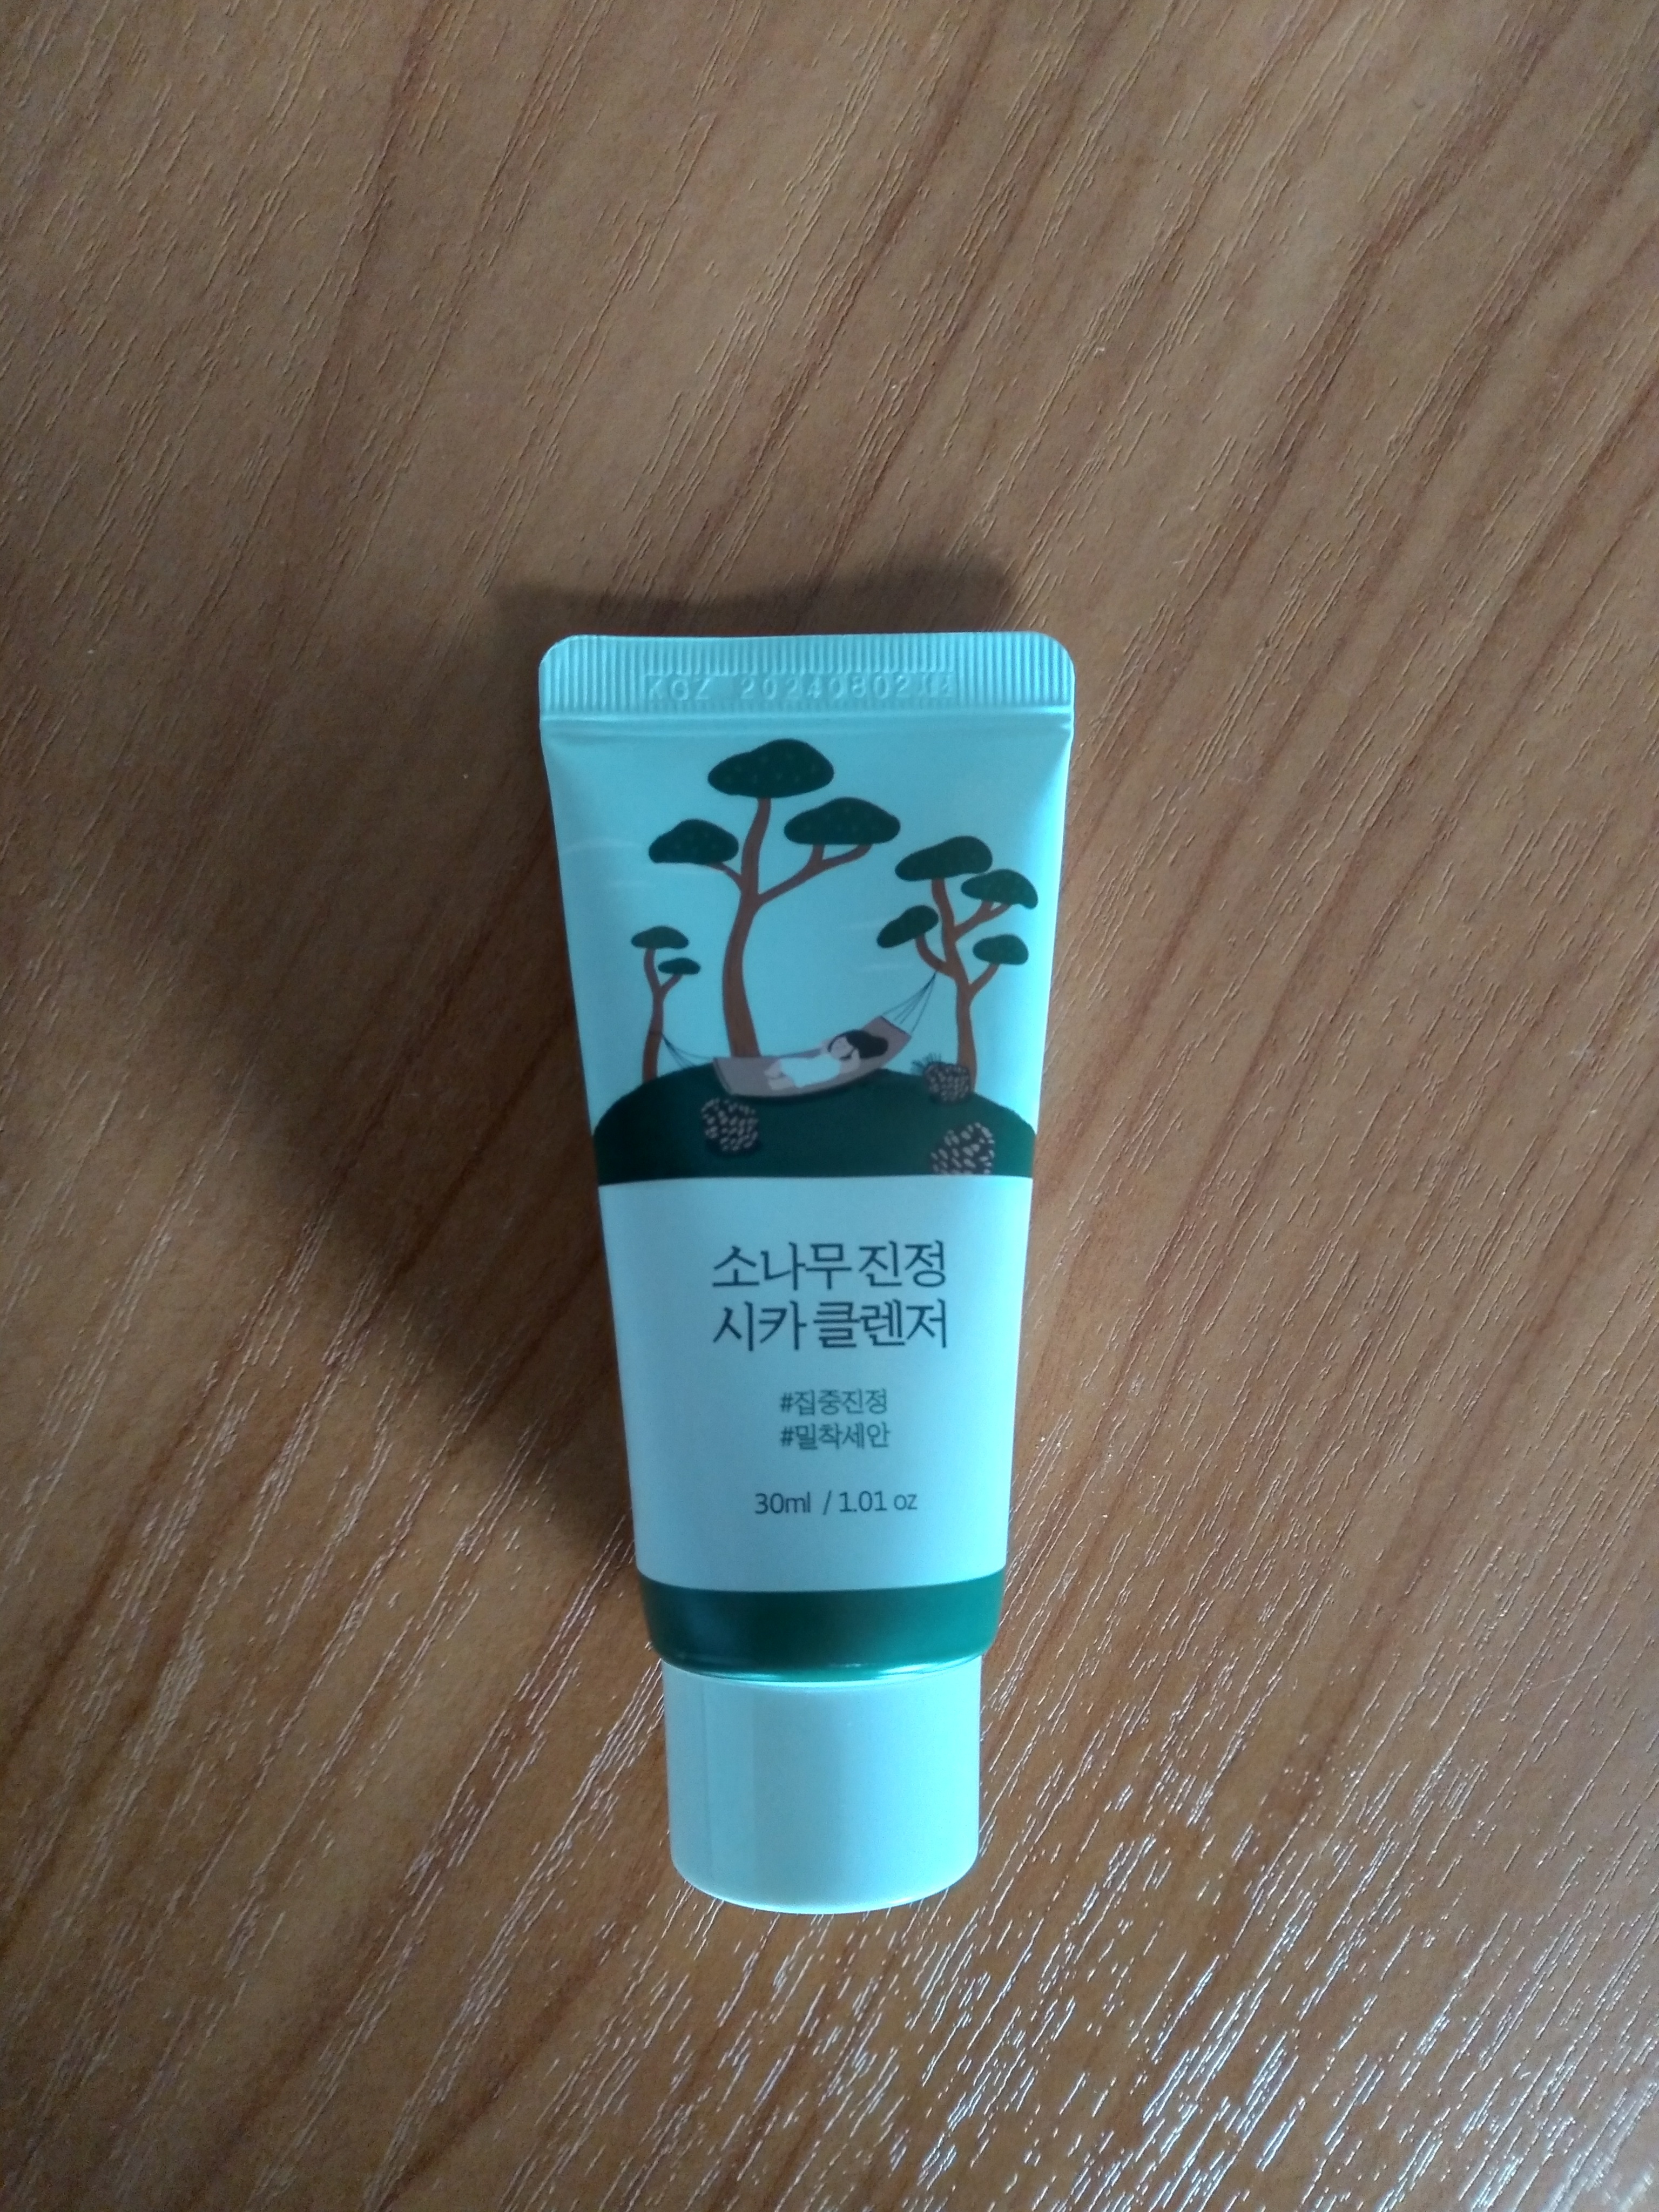 소나무 진정
시카 클렌저
#집중진정
#밀착세안
30ml / 1.01 oz